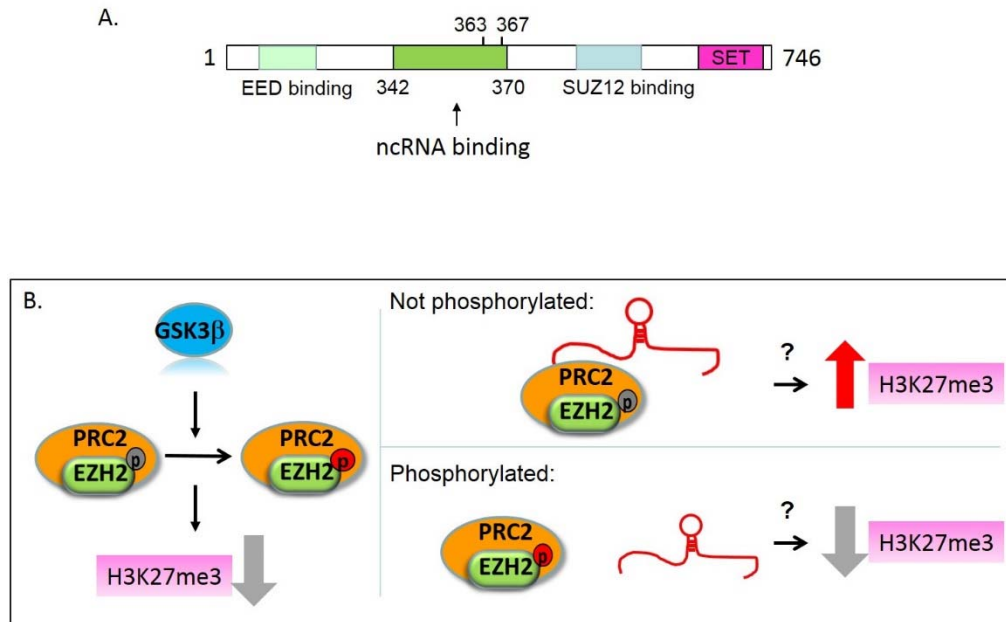 A.
363 367
1 SET 746
EED binding 342 370 SUZ12 binding
ncRNA binding
B.
GSK3β
PRC2
EZH2 p
PRC2
EZH2 p
H3K27me3
Not phosphorylated:
PRC2
EZH2 p
?
H3K27me3
Phosphorylated:
PRC2
EZH2 p
?
H3K27me3